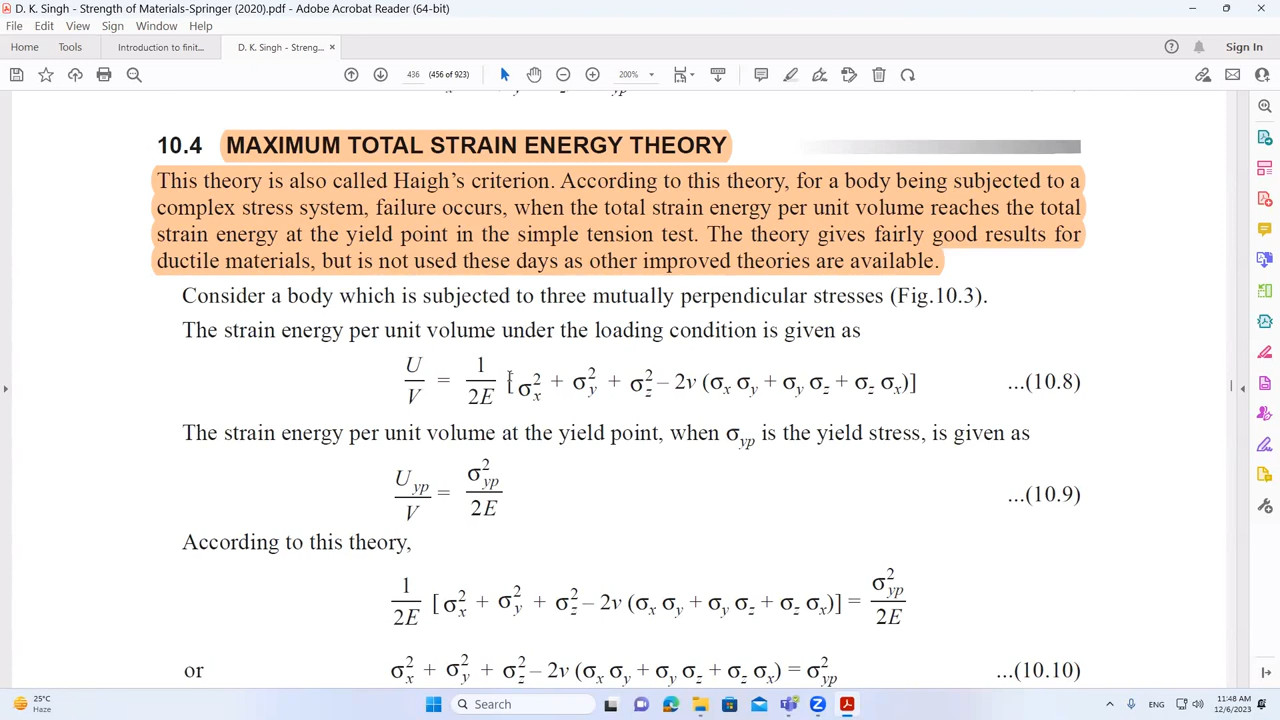 D. K. Singh - Strength of Materials-Springer (2020).pdf - Adobe Acrobat Reader (64-bit)
File Edit View Sign Window Help
Home Tools Introduction to finit... D. K. Singh - Streng... × Sign In
436 (456 of 923) 200%
10.4 MAXIMUM TOTAL STRAIN ENERGY THEORY
This theory is also called Haigh's criterion. According to this theory, for a body being subjected to a
complex stress system, failure occurs, when the total strain energy per unit volume reaches the total
strain energy at the yield point in the simple tension test. The theory gives fairly good results for
ductile materials, but is not used these days as other improved theories are available.
Consider a body which is subjected to three mutually perpendicular stresses (Fig.10.3).
The strain energy per unit volume under the loading condition is given as
U/V = 1/2E [σx² + σy² + σz² – 2v (σx σy + σy σz + σz σx)] ...(10.8)
The strain energy per unit volume at the yield point, when σyp is the yield stress, is given as
Uyp/V = σyp²/2E ...(10.9)
According to this theory,
1/2E [σx² + σy² + σz² – 2v (σx σy + σy σz + σz σx)] = σyp²/2E
or σx² + σy² + σz² – 2v (σx σy + σy σz + σz σx) = σyp² ...(10.10)
25°C
Haze
Search
ENG
11:48 AM
12/6/2023